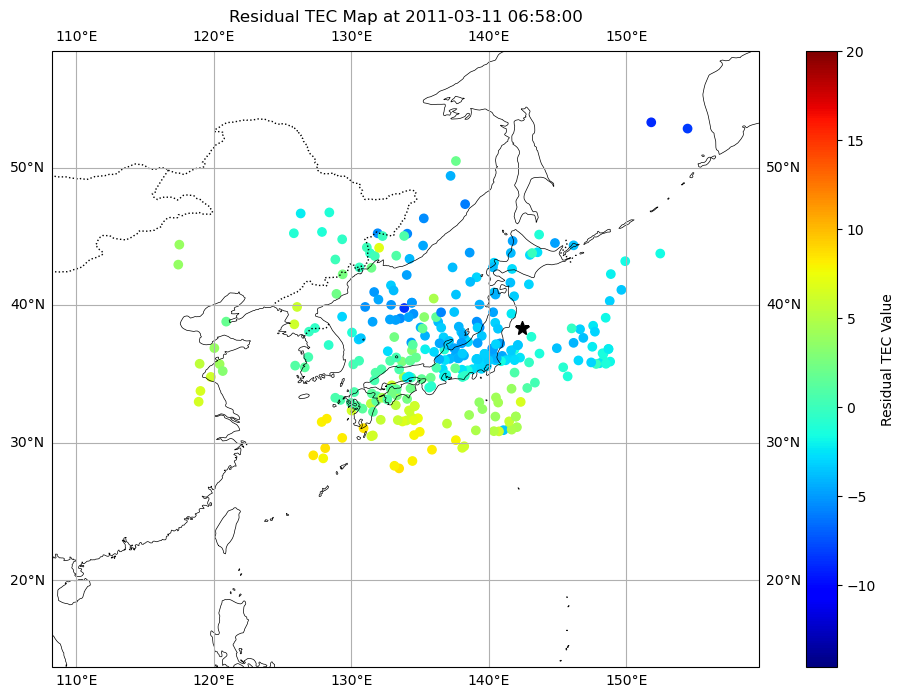 Residual TEC Map at 2011-03-11 06:58:00
110°E 120°E 130°E 140°E 150°E
20
15
50°N 50°N
10
40°N 40°N
5
Residual TEC Value
0
30°N 30°N
−5
20°N 20°N
−10
110°E 120°E 130°E 140°E 150°E